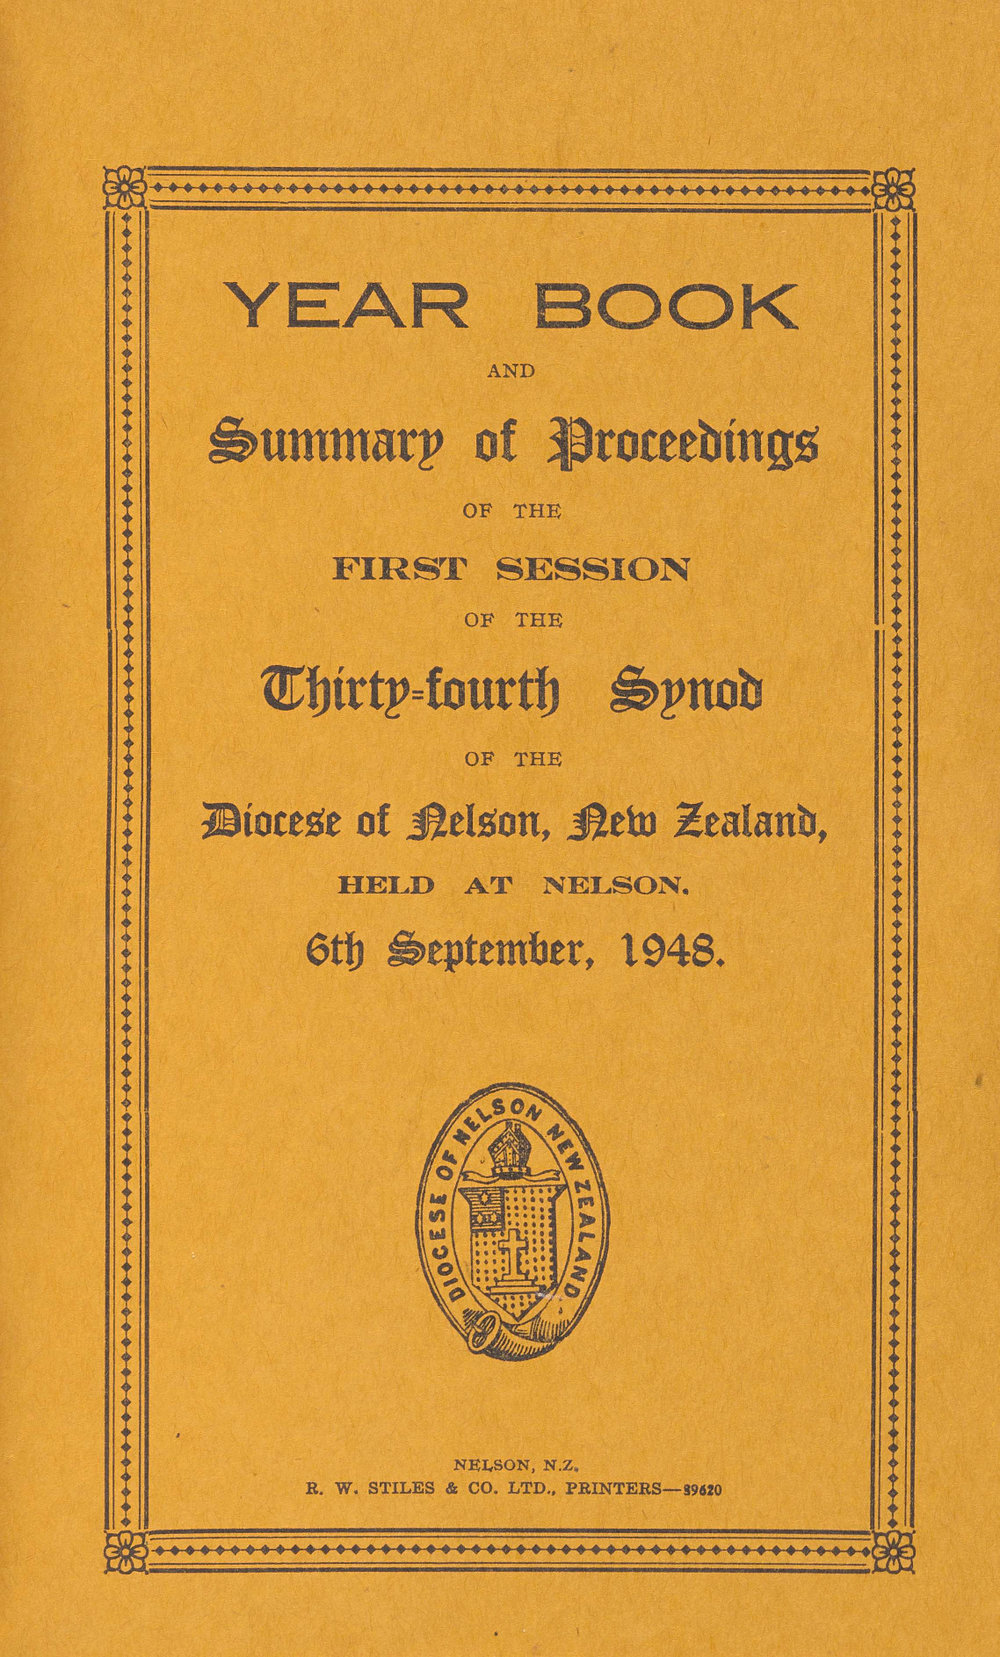 YEAR BOOK
AND
Summary of Proceedings
OF THE
FIRST SESSION
OF THE
Thirty-fourth Synod
OF THE
Diocese of Nelson, New Zealand,
HELD AT NELSON.
6th September, 1948.
DIOCESE OF NELSON NEW ZEALAND
NELSON, N.Z.
R. W. STILES & CO. LTD., PRINTERS—89620